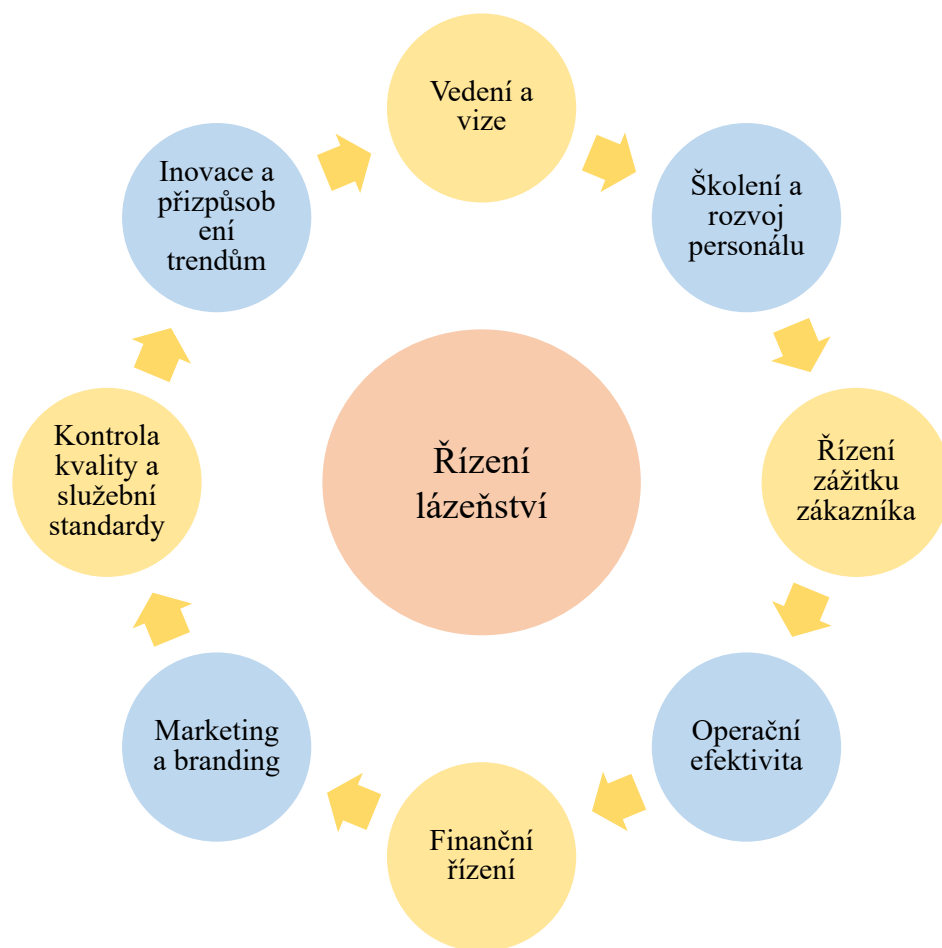 Vedení a
vize
Školení a
rozvoj
personálu
Řízení
zážitku
zákazníka
Operační
efektivita
Finanční
řízení
Marketing
a branding
Kontrola
kvality a
služební
standardy
Inovace a
přizpůsob
ení
trendům
Řízení
lázeňství